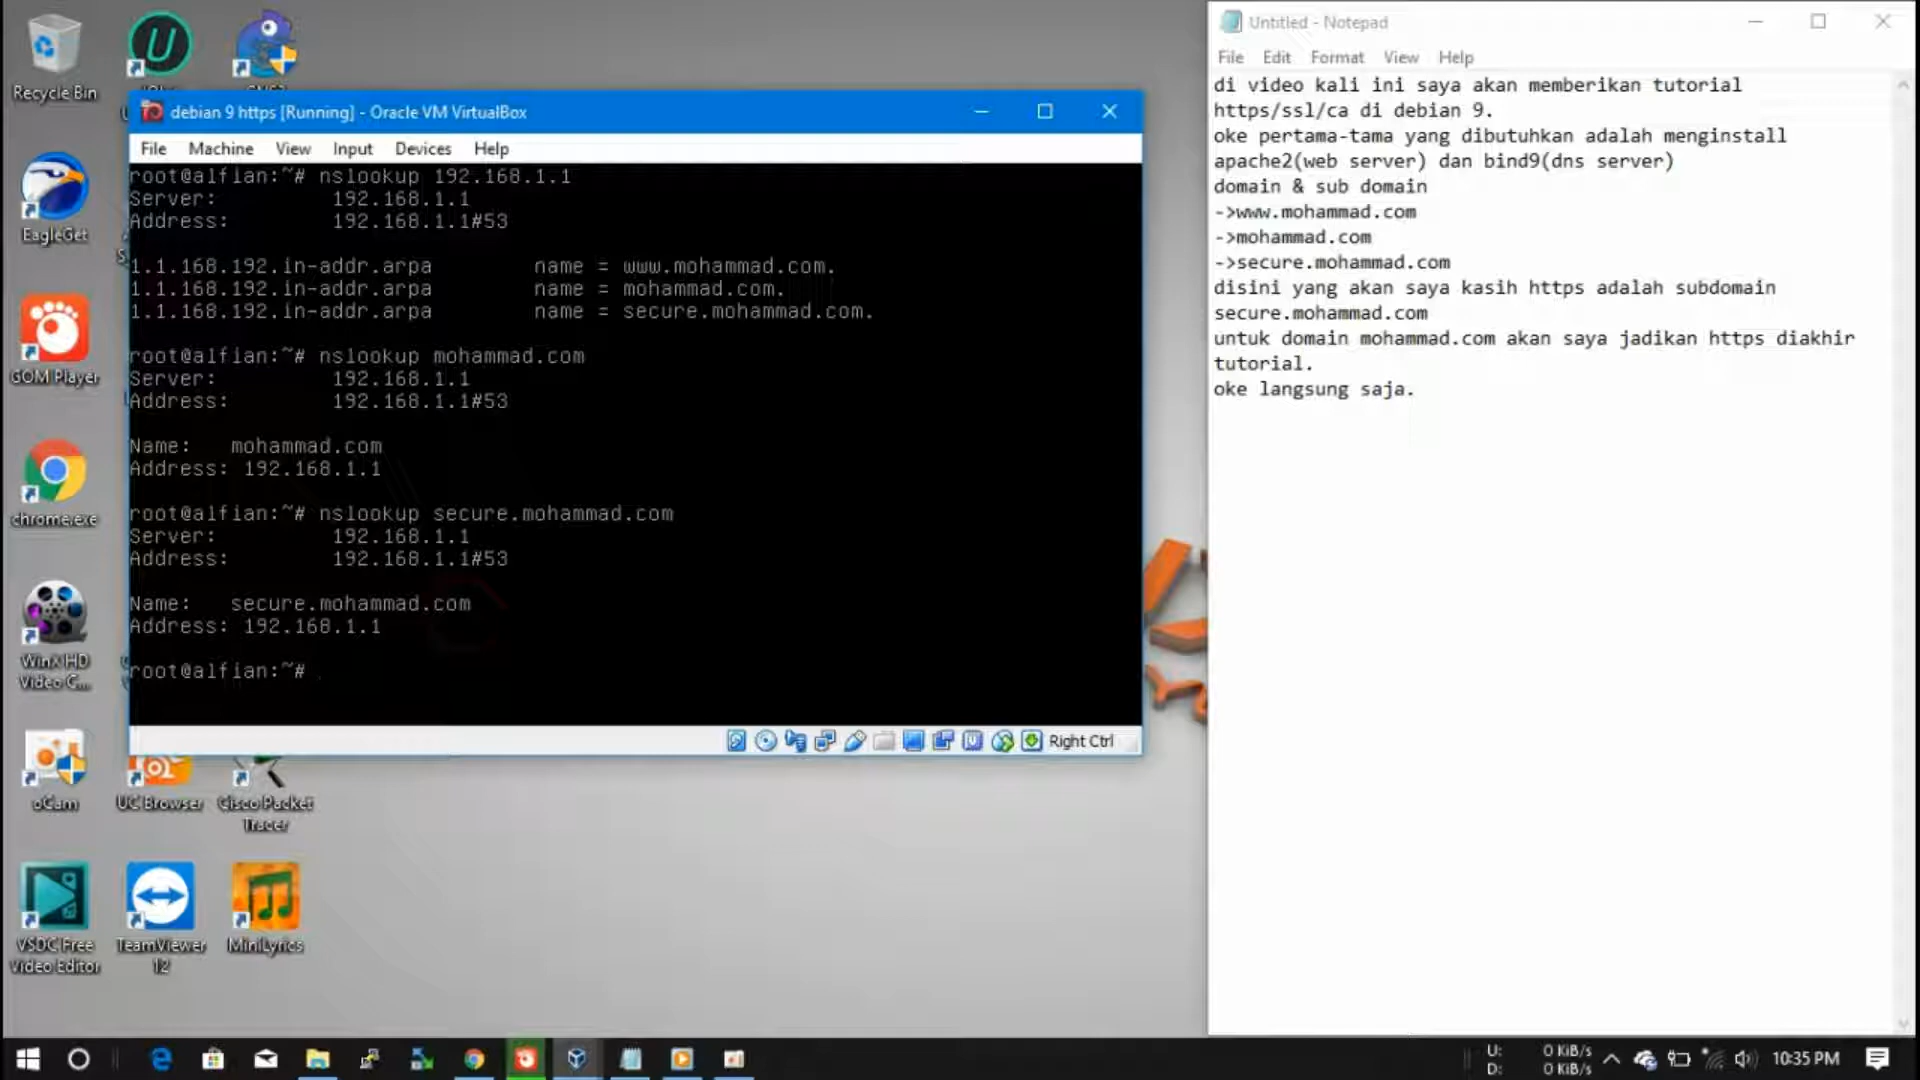 Recycle Bin
EagleGet
GOM Player
chrome.exe
WinX HD
Video C...
oCam
UC Browser
Cisco Packet
Tracer
VSDC Free
Video Editor
TeamViewer
12
MiniLyrics
debian 9 https [Running] - Oracle VM VirtualBox
File Machine View Input Devices Help
root@alfian:~# nslookup 192.168.1.1
Server: 192.168.1.1
Address: 192.168.1.1#53
1.1.168.192.in-addr.arpa name = www.mohammad.com.
1.1.168.192.in-addr.arpa name = mohammad.com.
1.1.168.192.in-addr.arpa name = secure.mohammad.com.
root@alfian:~# nslookup mohammad.com
Server: 192.168.1.1
Address: 192.168.1.1#53
Name: mohammad.com
Address: 192.168.1.1
root@alfian:~# nslookup secure.mohammad.com
Server: 192.168.1.1
Address: 192.168.1.1#53
Name: secure.mohammad.com
Address: 192.168.1.1
root@alfian:~#
Right Ctrl
Untitled - Notepad
File Edit Format View Help
di video kali ini saya akan memberikan tutorial
https/ssl/ca di debian 9.
oke pertama-tama yang dibutuhkan adalah menginstall
apache2(web server) dan bind9(dns server)
domain & sub domain
->www.mohammad.com
->mohammad.com
->secure.mohammad.com
disini yang akan saya kasih https adalah subdomain
secure.mohammad.com
untuk domain mohammad.com akan saya jadikan https diakhir
tutorial.
oke langsung saja.
U: 0 KiB/s
D: 0 KiB/s
10:35 PM